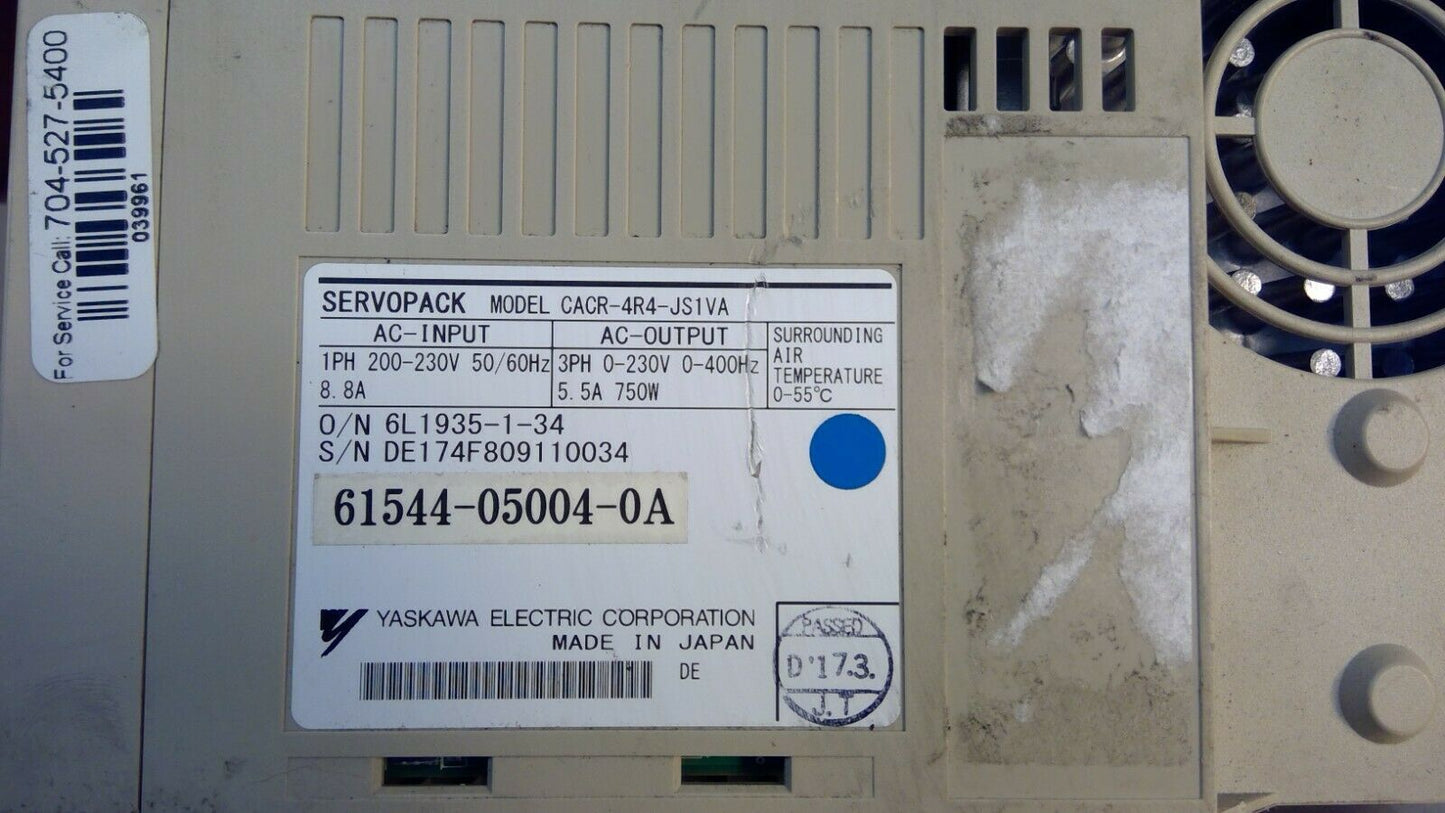 For Service Call: 704-527-5400
039961
SERVOPACK MODEL CACR-4R4-JS1VA
AC-INPUT
1PH 200-230V 50/60Hz
8.8A
AC-OUTPUT
3PH 0-230V 0-400Hz
5.5A 750W
SURROUNDING
AIR
TEMPERATURE
0-55℃
O/N 6L1935-1-34
S/N DE174F809110034
61544-05004-0A
YASKAWA ELECTRIC CORPORATION
MADE IN JAPAN
DE
PASSED
D'17.3.
J.T